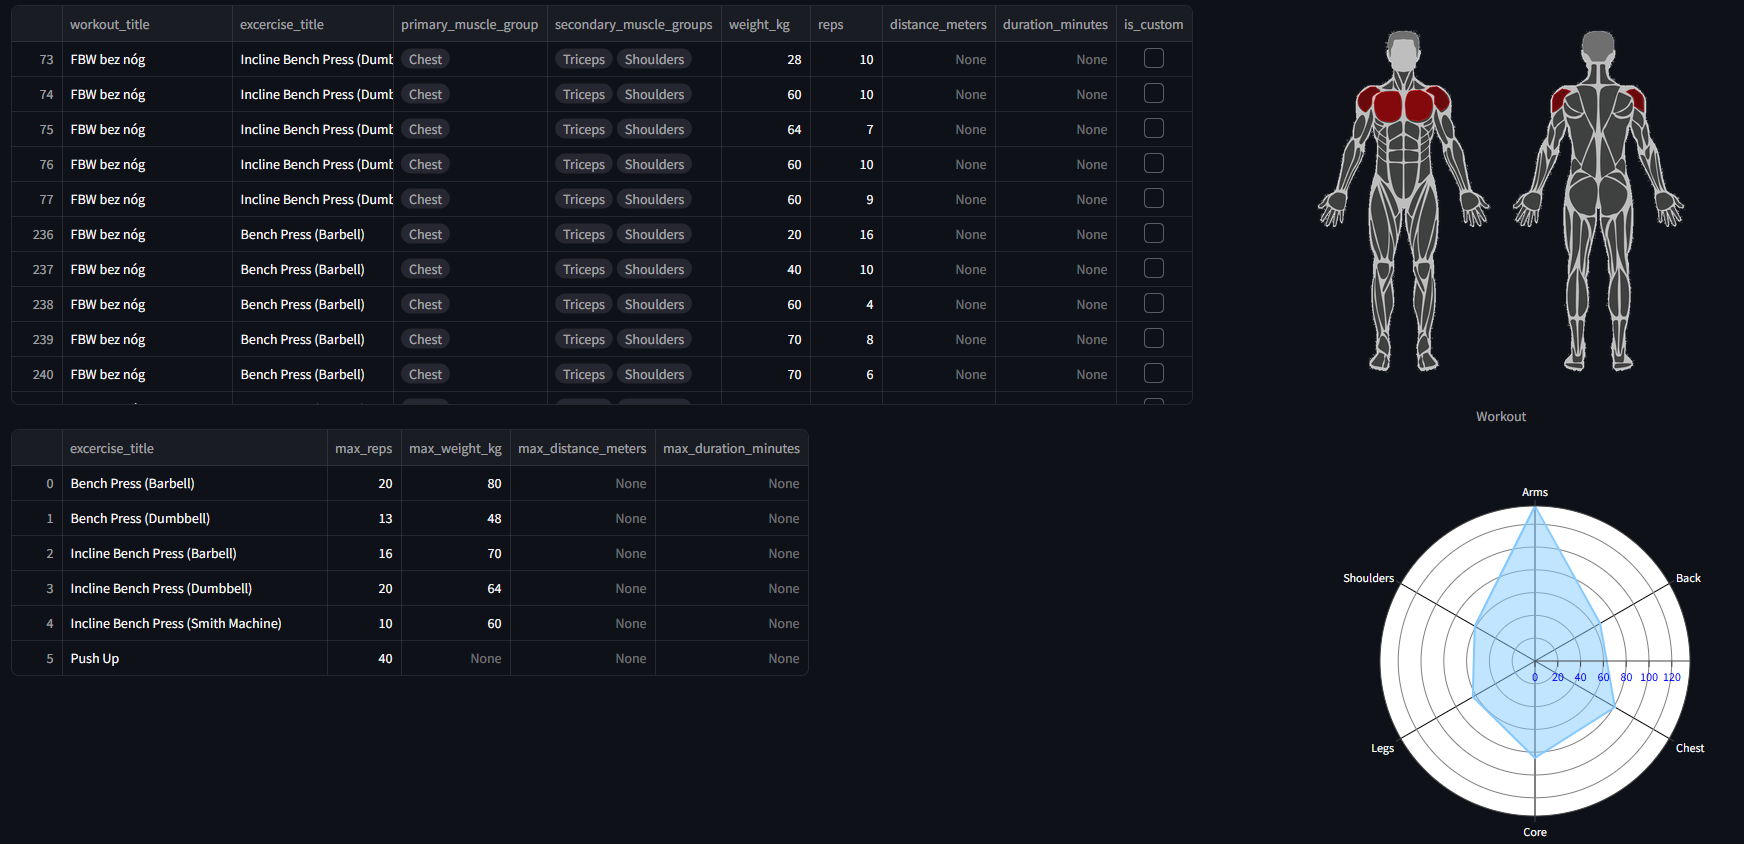 workout_title excercise_title primary_muscle_group secondary_muscle_groups weight_kg reps distance_meters duration_minutes is_custom
73 FBW bez nóg Incline Bench Press (Dumb Chest Triceps Shoulders 28 10 None None
74 FBW bez nóg Incline Bench Press (Dumb Chest Triceps Shoulders 60 10 None None
75 FBW bez nóg Incline Bench Press (Dumb Chest Triceps Shoulders 64 7 None None
76 FBW bez nóg Incline Bench Press (Dumb Chest Triceps Shoulders 60 10 None None
77 FBW bez nóg Incline Bench Press (Dumb Chest Triceps Shoulders 60 9 None None
236 FBW bez nóg Bench Press (Barbell) Chest Triceps Shoulders 20 16 None None
237 FBW bez nóg Bench Press (Barbell) Chest Triceps Shoulders 40 10 None None
238 FBW bez nóg Bench Press (Barbell) Chest Triceps Shoulders 60 4 None None
239 FBW bez nóg Bench Press (Barbell) Chest Triceps Shoulders 70 8 None None
240 FBW bez nóg Bench Press (Barbell) Chest Triceps Shoulders 70 6 None None
excercise_title max_reps max_weight_kg max_distance_meters max_duration_minutes
0 Bench Press (Barbell) 20 80 None None
1 Bench Press (Dumbbell) 13 48 None None
2 Incline Bench Press (Barbell) 16 70 None None
3 Incline Bench Press (Dumbbell) 20 64 None None
4 Incline Bench Press (Smith Machine) 10 60 None None
5 Push Up 40 None None None
Workout
Arms
Shoulders Back
0 20 40 60 80 100 120
Legs Chest
Core